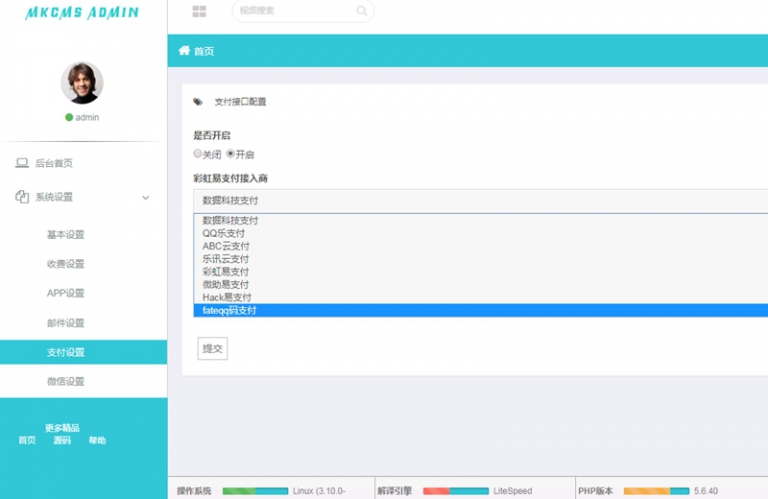 MKCMS ADMIN
视频搜索
首页
admin
支付接口配置
是否开启
关闭 开启
后台首页
彩虹易支付接入商
系统设置
数掘科技支付
数掘科技支付
QQ乐支付
ABC云支付
乐讯云支付
彩虹易支付
微助易支付
Hack易支付
fateqq码支付
基本设置
收费设置
APP设置
邮件设置
支付设置
微信设置
提交
更多精品
首页 源码 帮助
操作系统 Linux (3.10.0- 解译引擎 LiteSpeed PHP版本 5.6.40